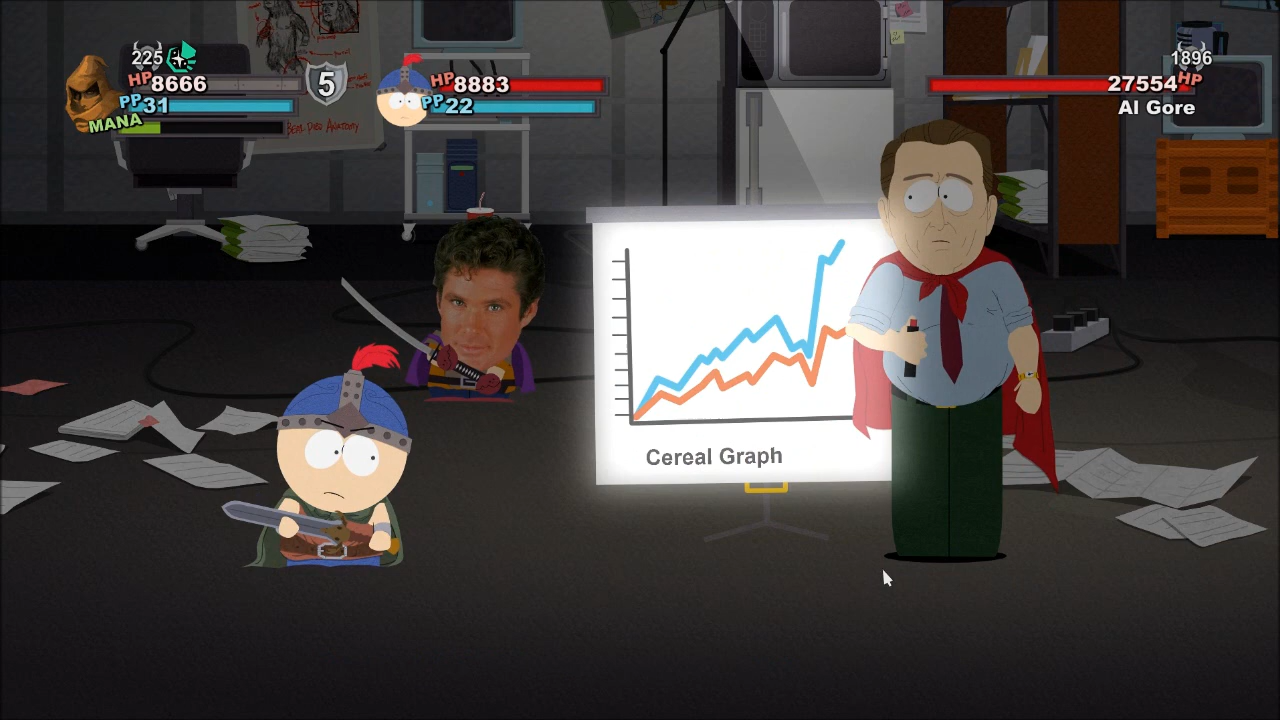 225
HP 8666
PP 31
MANA
5
HP 8883
PP 22
1896
27554 HP
Al Gore
Cereal Graph